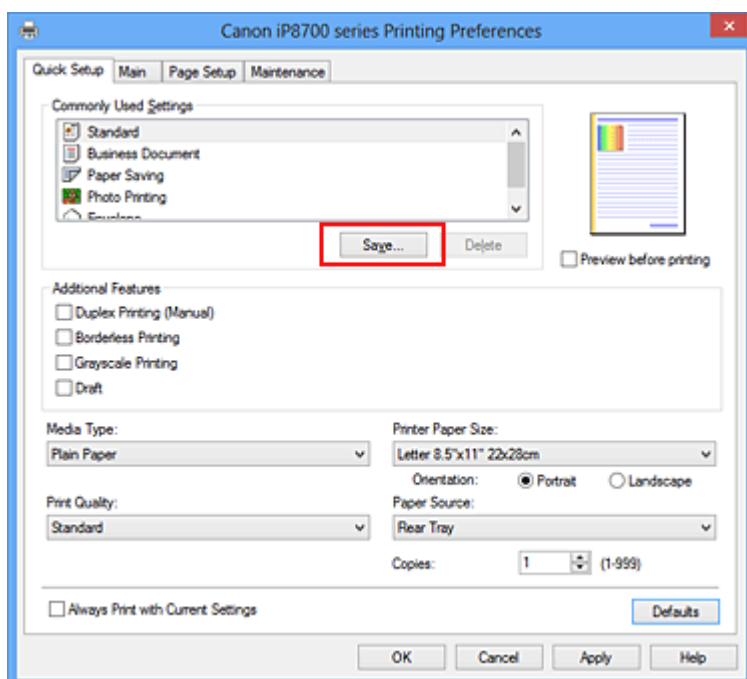 Canon iP8700 series Printing Preferences
Quick Setup Main Page Setup Maintenance
Commonly Used Settings
Standard
Business Document
Paper Saving
Photo Printing
Envelope
Save... Delete
Preview before printing
Additional Features
Duplex Printing (Manual)
Borderless Printing
Grayscale Printing
Draft
Media Type: Printer Paper Size:
Plain Paper Letter 8.5"x11" 22x28cm
Orientation: Portrait Landscape
Print Quality: Paper Source:
Standard Rear Tray
Copies: 1 (1-999)
Always Print with Current Settings Defaults
OK Cancel Apply Help